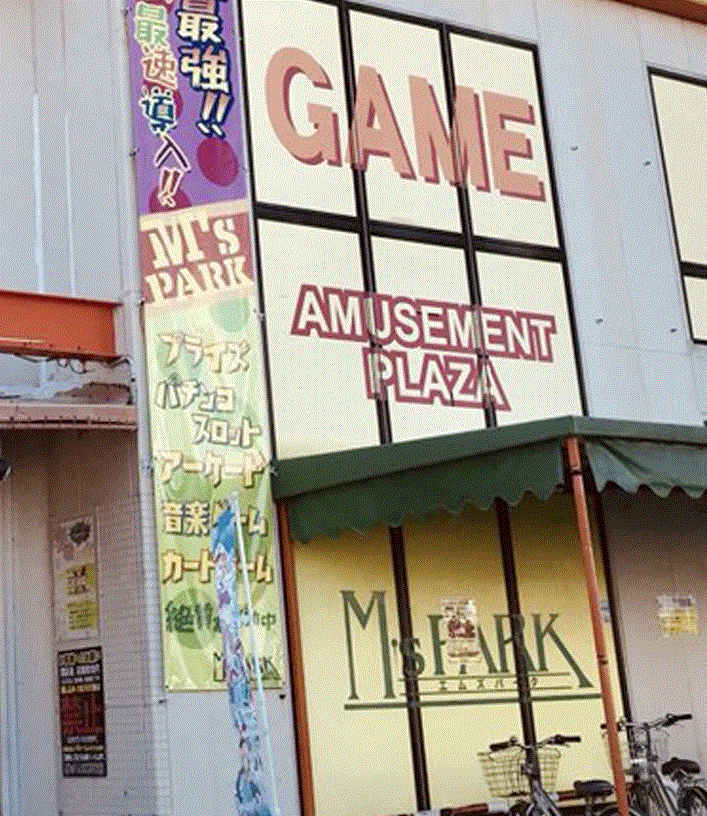 最強!!
最速導入!!
M's
PARK
プライズ
パチンコ
スロット
アーケード
音楽ゲーム
カードゲーム
GAME
AMUSEMENT
PLAZA
M's PARK
エムズパーク